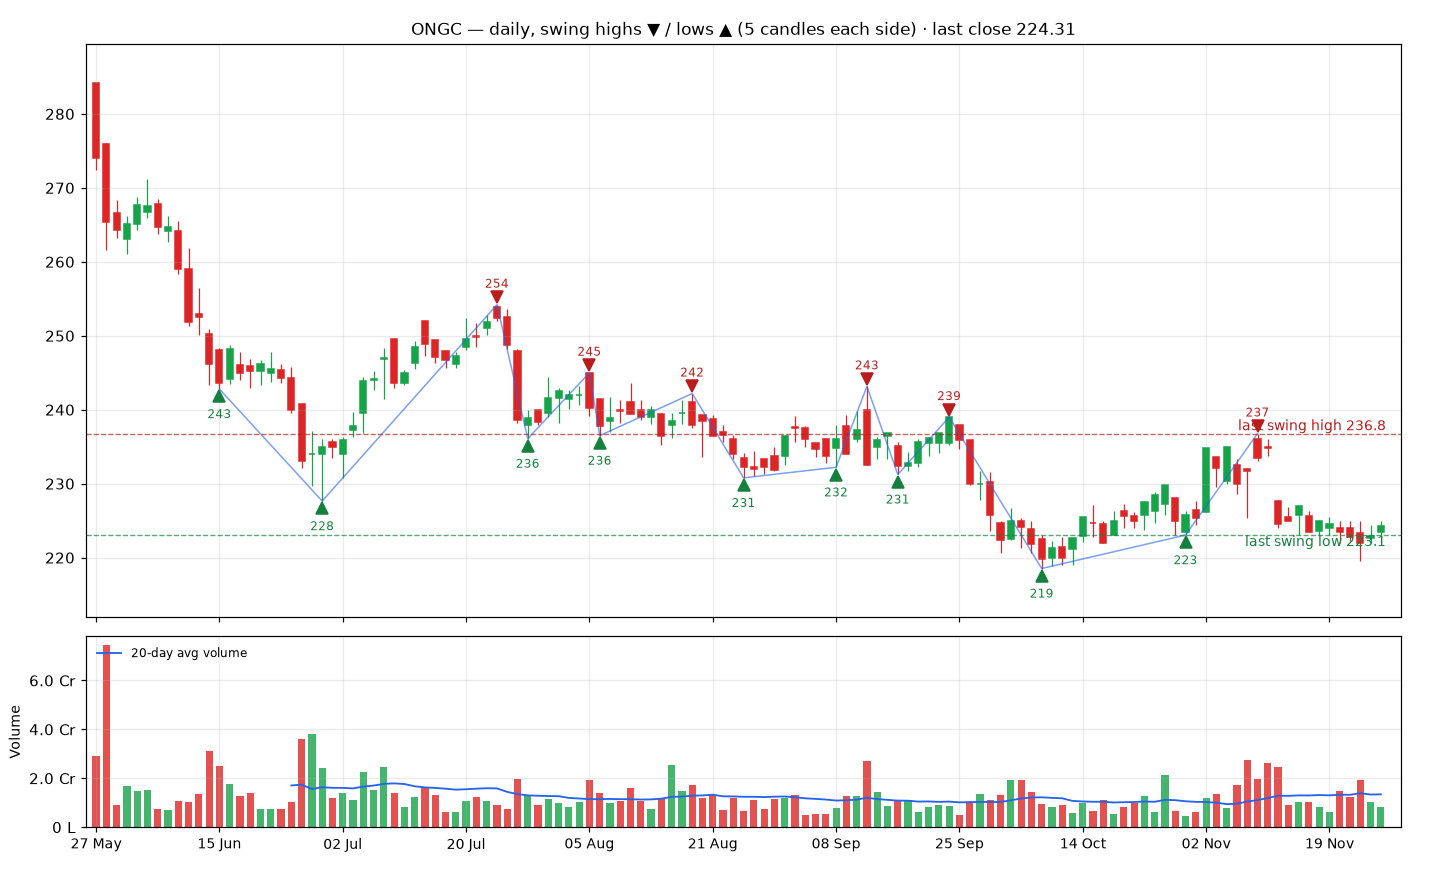 ONGC — daily, swing highs ▼ / lows ▲ (5 candles each side) · last close 224.31
280
270
260
250
240
230
220
254
245
242
243
239
237
last swing high 236.8
243
228
236
236
231
232
231
219
223
last swing low 223.1
20-day avg volume
Volume
6.0 Cr
4.0 Cr
2.0 Cr
0 L
27 May
15 Jun
02 Jul
20 Jul
05 Aug
21 Aug
08 Sep
25 Sep
14 Oct
02 Nov
19 Nov